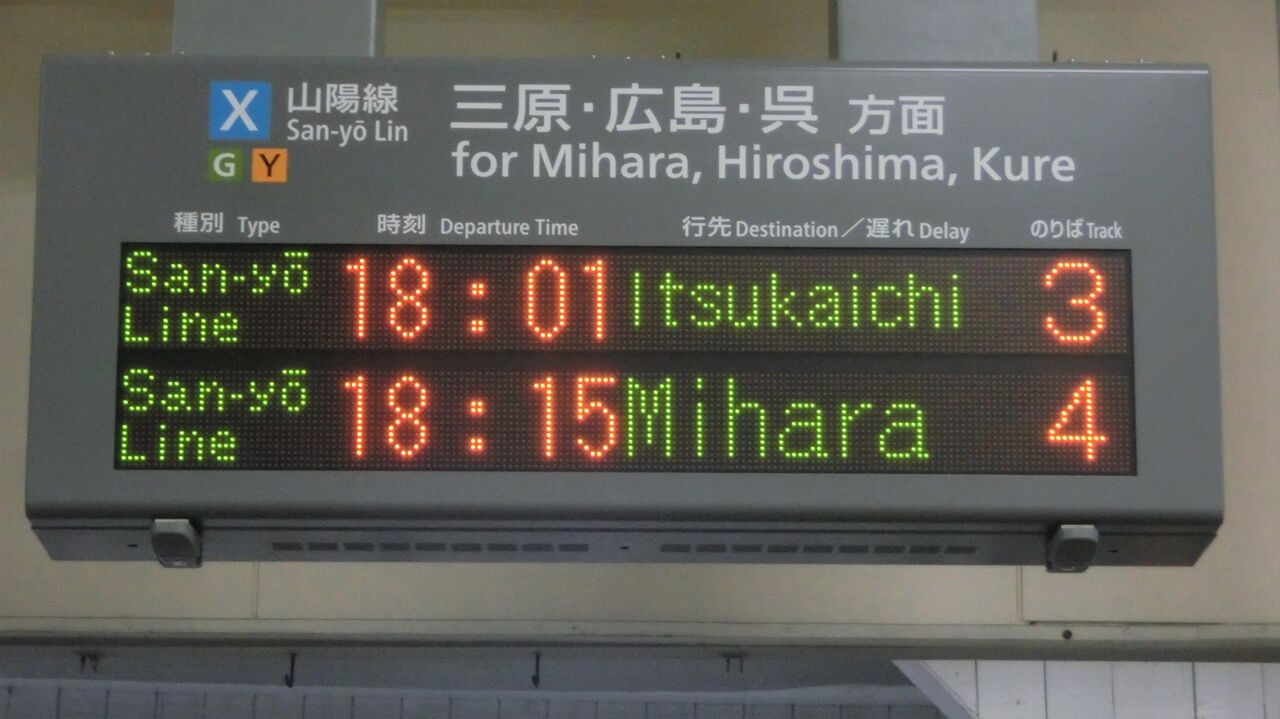 X 山陽線 三原・広島・呉 方面
San-yō Lin
G Y for Mihara, Hiroshima, Kure
種別 Type 時刻 Departure Time 行先 Destination／遅れ Delay のりば Track
San-yō Line 18:01 Itsukaichi 3
San-yō Line 18:15 Mihara 4